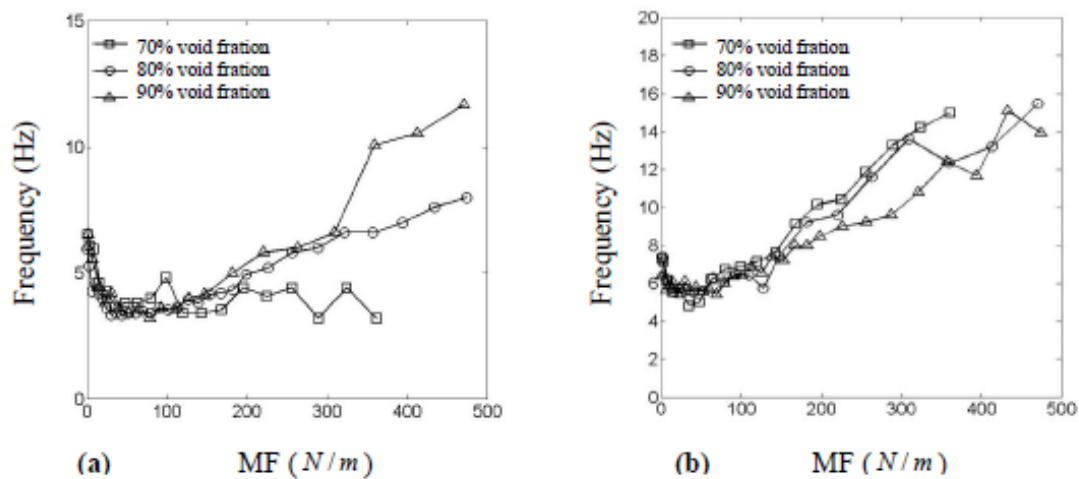 15
70% void fration
80% void fration
90% void fration
10
5
0
Frequency (Hz)
0 100 200 300 400 500
(a) MF ( N/m )
20
18
16
14
12
10
8
6
4
2
0
70% void fration
80% void fration
90% void fration
Frequency (Hz)
0 100 200 300 400 500
(b) MF ( N/m )